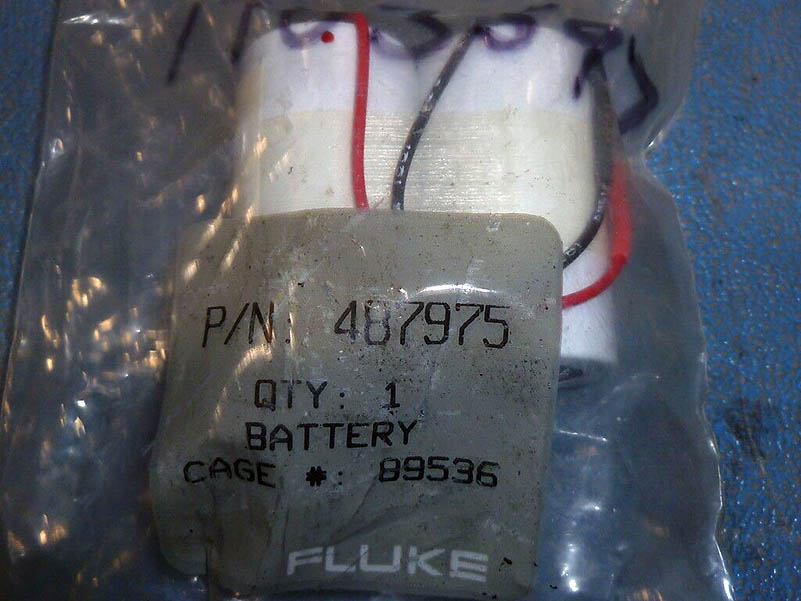 P/N: 487975
QTY: 1
BATTERY
CAGE #: 89536
FLUKE